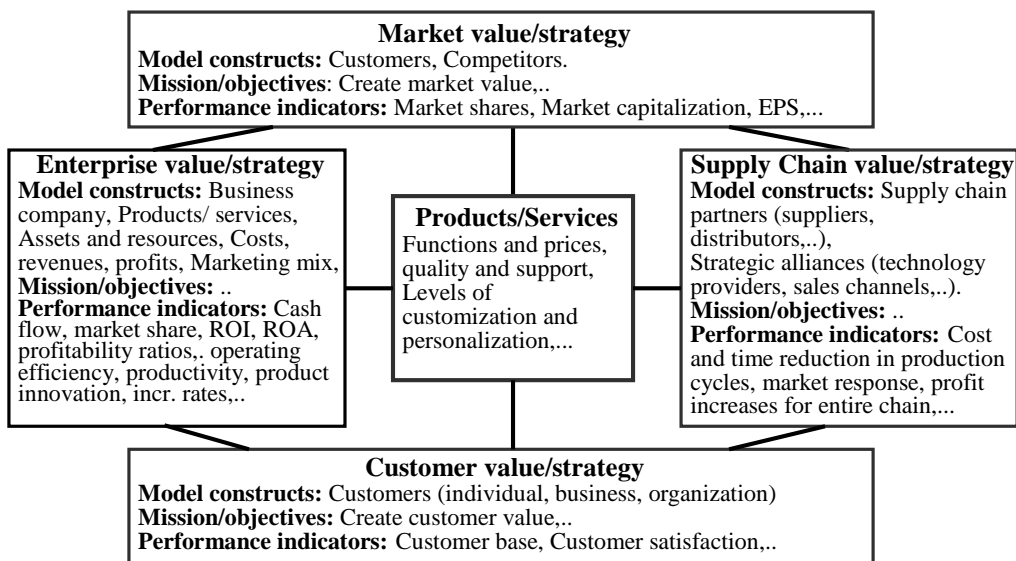 Market value/strategy
Model constructs: Customers, Competitors.
Mission/objectives: Create market value,..
Performance indicators: Market shares, Market capitalization, EPS,...
Enterprise value/strategy
Model constructs: Business
company, Products/ services,
Assets and resources, Costs,
revenues, profits, Marketing mix,
Mission/objectives: ..
Performance indicators: Cash
flow, market share, ROI, ROA,
profitability ratios,. operating
efficiency, productivity, product
innovation, incr. rates,..
Products/Services
Functions and prices,
quality and support,
Levels of
customization and
personalization,...
Supply Chain value/strategy
Model constructs: Supply chain
partners (suppliers,
distributors,..),
Strategic alliances (technology
providers, sales channels,..).
Mission/objectives: ..
Performance indicators: Cost
and time reduction in production
cycles, market response, profit
increases for entire chain,...
Customer value/strategy
Model constructs: Customers (individual, business, organization)
Mission/objectives: Create customer value,..
Performance indicators: Customer base, Customer satisfaction,..